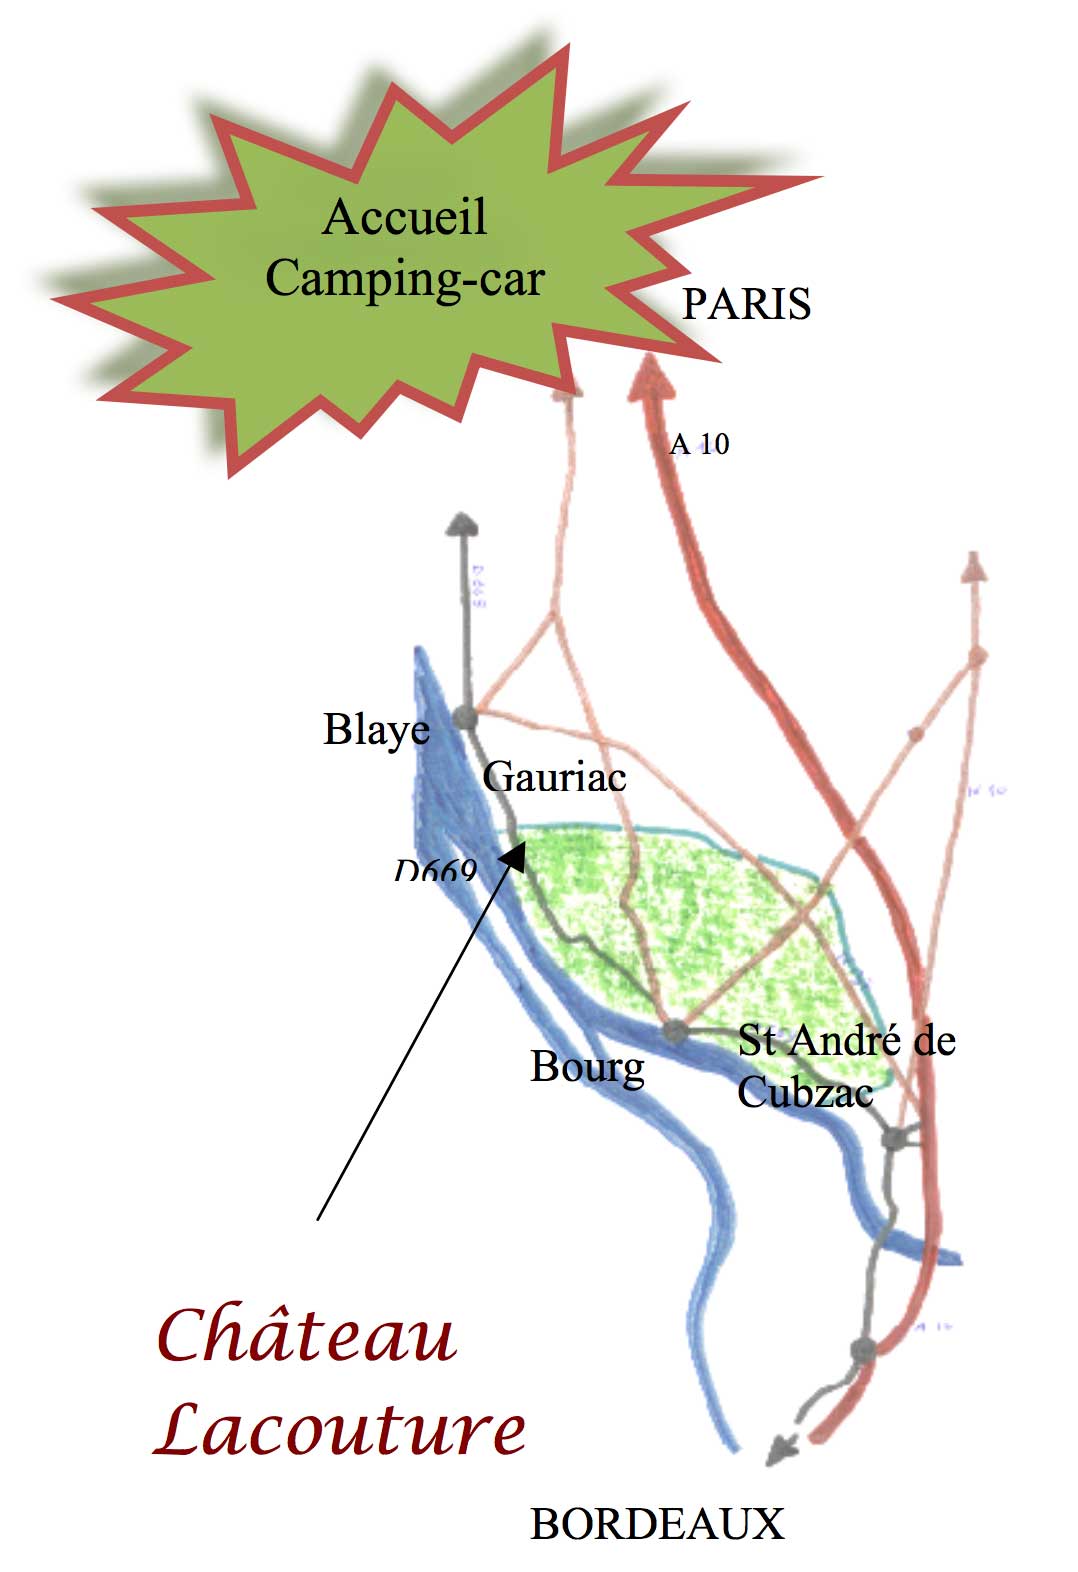 Accueil
Camping-car
PARIS
A 10
Blaye
Gauriac
D669
St André de
Cubzac
Bourg
Château
Lacouture
BORDEAUX